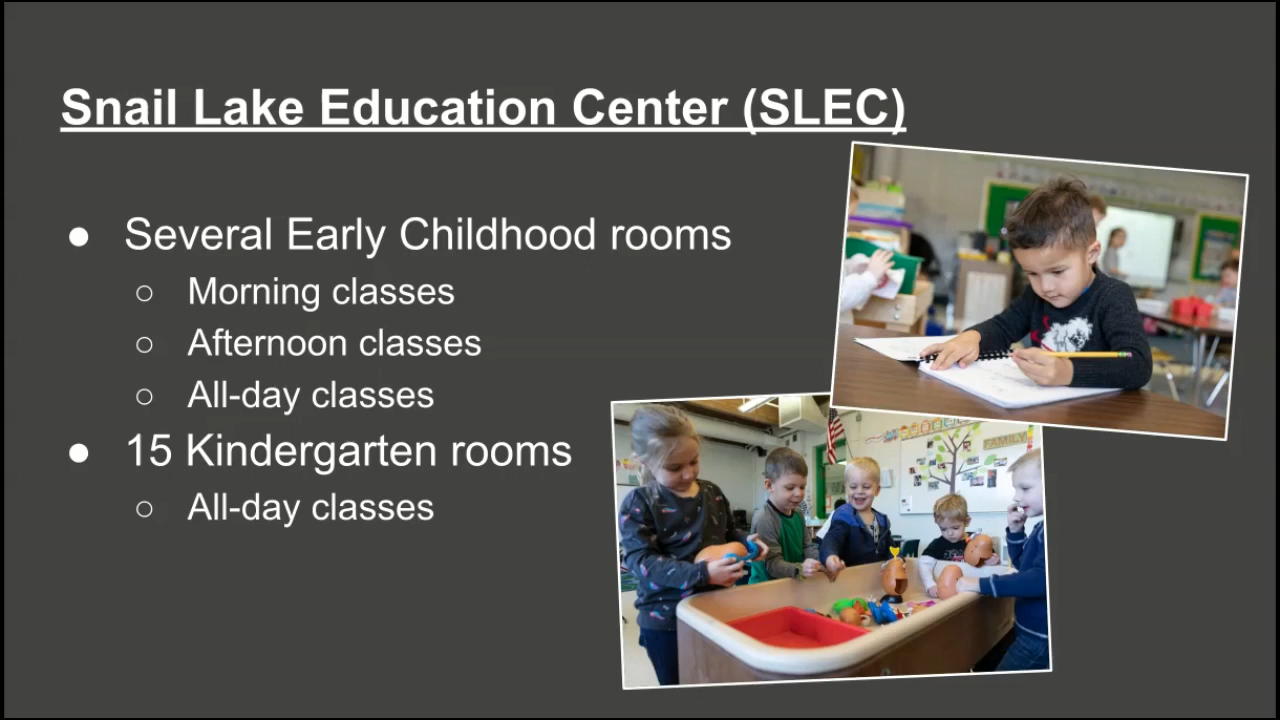 Snail Lake Education Center (SLEC)
● Several Early Childhood rooms
○ Morning classes
○ Afternoon classes
○ All-day classes
● 15 Kindergarten rooms
○ All-day classes
FAMILY